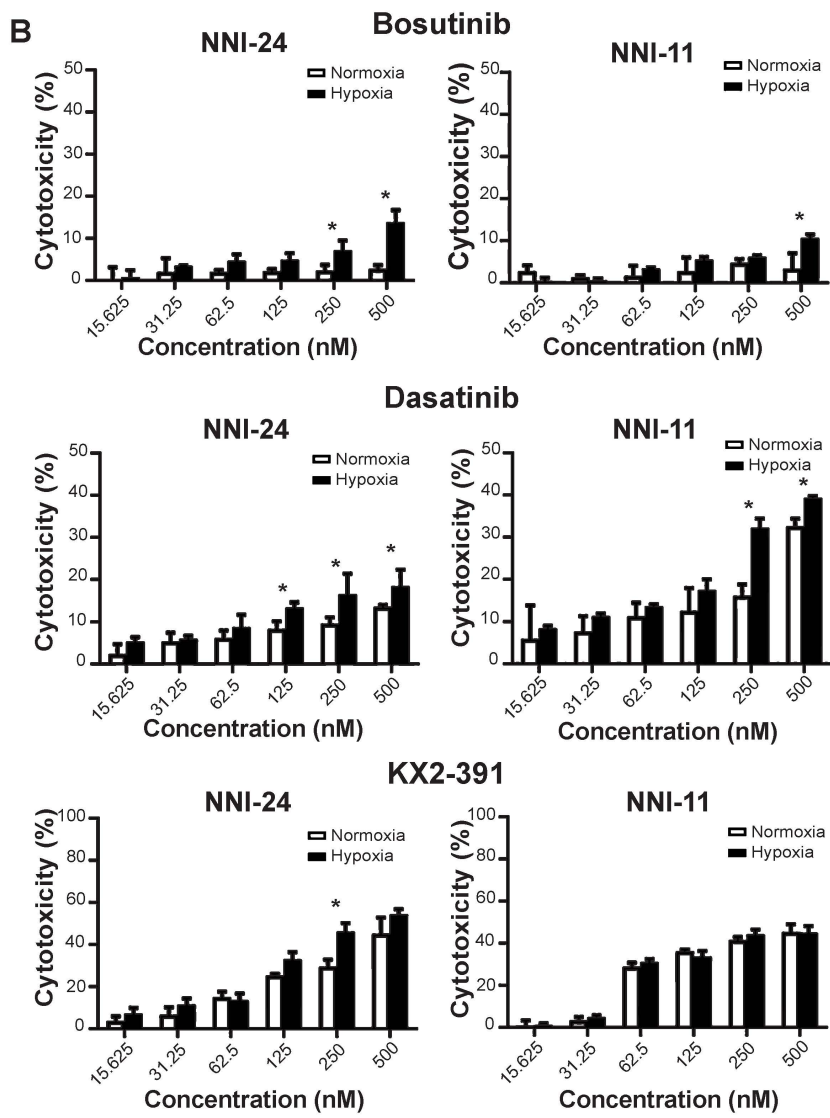 B
Bosutinib
NNI-24
Normoxia
Hypoxia
Cytotoxicity (%)
50
40
30
20
10
0
*
*
15.625
31.25
62.5
125
250
500
Concentration (nM)
NNI-11
Normoxia
Hypoxia
Cytotoxicity (%)
50
40
30
20
10
0
*
15.625
31.25
62.5
125
250
500
Concentration (nM)
Dasatinib
NNI-24
Normoxia
Hypoxia
Cytotoxicity (%)
50
40
30
20
10
0
*
*
*
15.625
31.25
62.5
125
250
500
Concentration (nM)
NNI-11
Normoxia
Hypoxia
Cytotoxicity (%)
50
40
30
20
10
0
*
*
15.625
31.25
62.5
125
250
500
Concentration (nM)
KX2-391
NNI-24
Normoxia
Hypoxia
Cytotoxicity (%)
100
80
60
40
20
0
*
15.625
31.25
62.5
125
250
500
Concentration (nM)
NNI-11
Normoxia
Hypoxia
Cytotoxicity (%)
100
80
60
40
20
0
15.625
31.25
62.5
125
250
500
Concentration (nM)